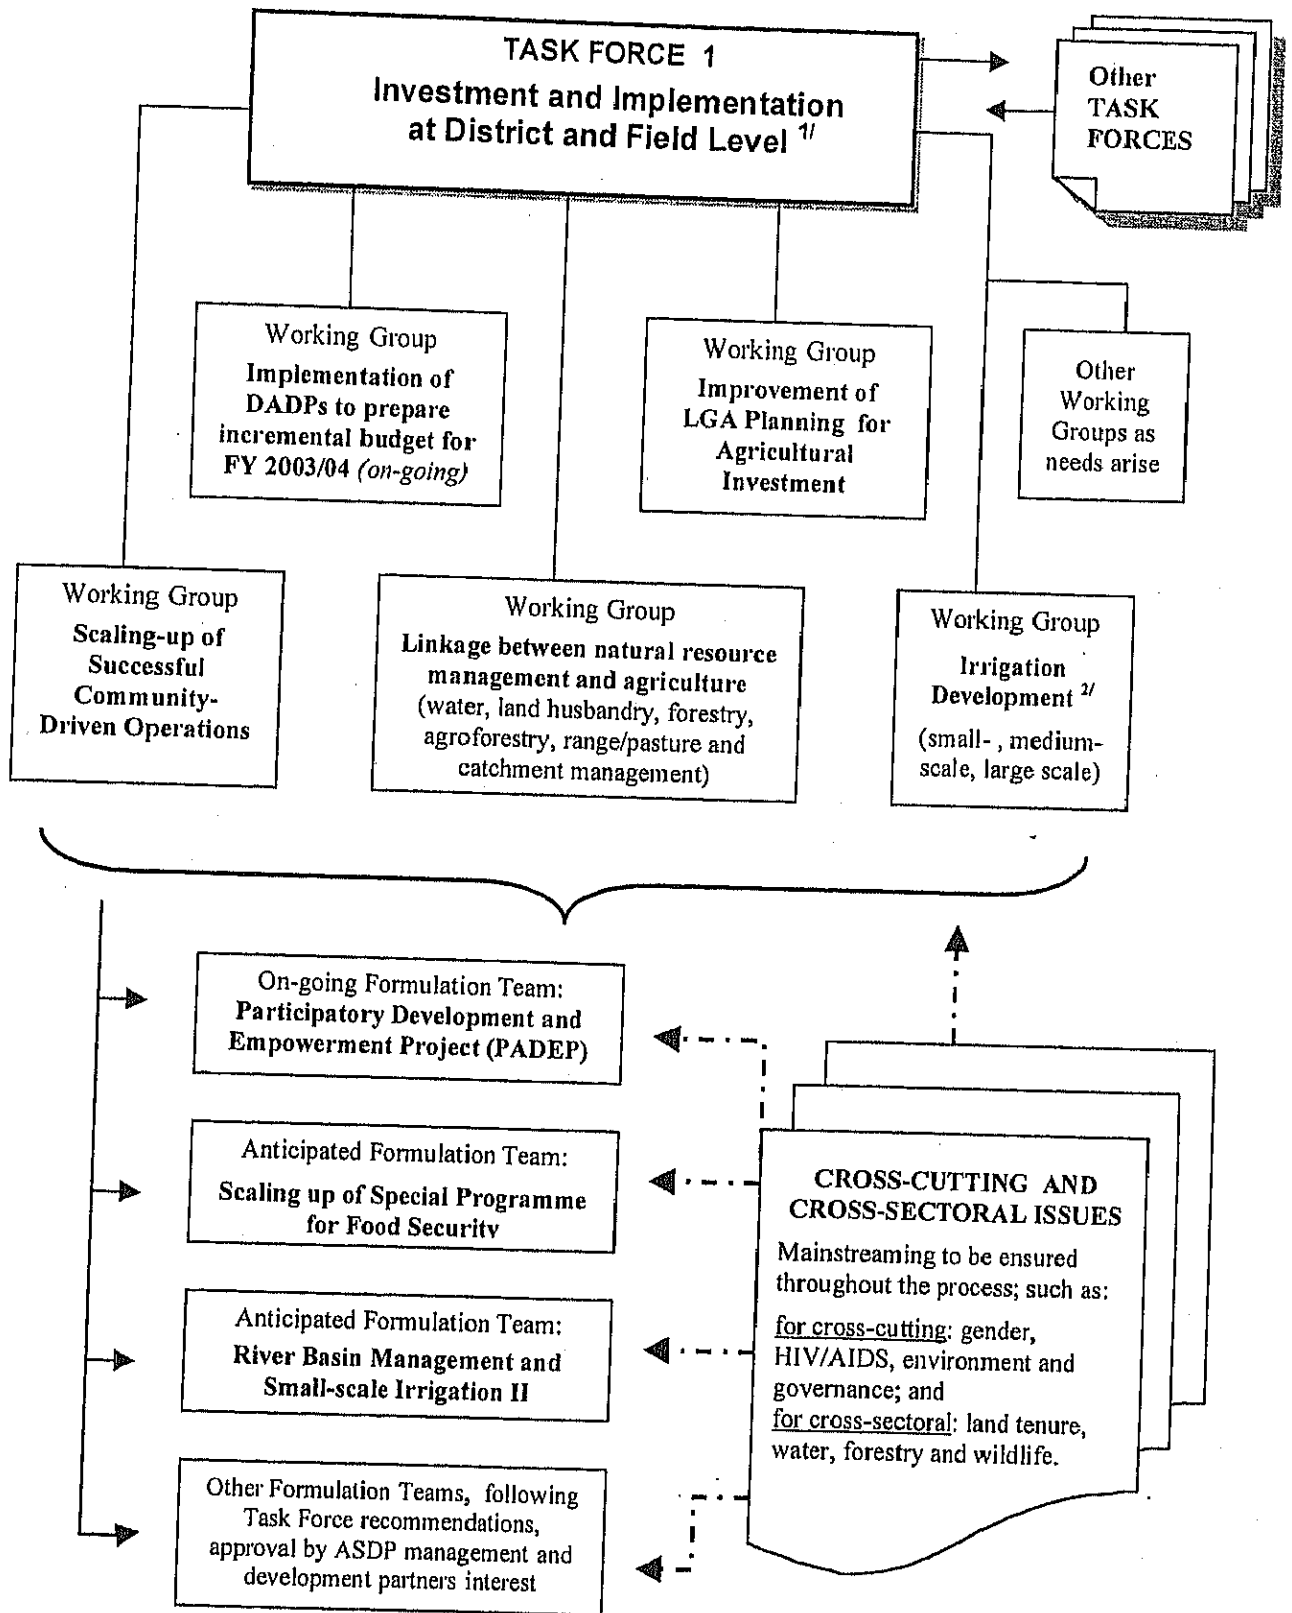 TASK FORCE 1
Investment and Implementation
at District and Field Level 1/
Other
TASK
FORCES
Working Group
Implementation of
DADPs to prepare
incremental budget for
FY 2003/04 (on-going)
Working Group
Improvement of
LGA Planning for
Agricultural
Investment
Other
Working
Groups as
needs arise
Working Group
Scaling-up of
Successful
Community-
Driven Operations
Working Group
Linkage between natural resource
management and agriculture
(water, land husbandry, forestry,
agroforestry, range/pasture and
catchment management)
Working Group
Irrigation
Development 2/
(small- , medium-
scale, large scale)
On-going Formulation Team:
Participatory Development and
Empowerment Project (PADEP)
Anticipated Formulation Team:
Scaling up of Special Programme
for Food Security
Anticipated Formulation Team:
River Basin Management and
Small-scale Irrigation II
Other Formulation Teams, following
Task Force recommendations,
approval by ASDP management and
development partners interest
CROSS-CUTTING AND
CROSS-SECTORAL ISSUES
Mainstreaming to be ensured
throughout the process; such as:
for cross-cutting: gender,
HIV/AIDS, environment and
governance; and
for cross-sectoral: land tenure,
water, forestry and wildlife.